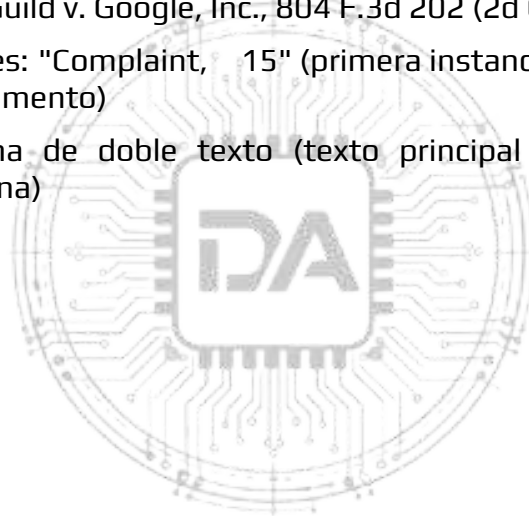 Guild v. Google, Inc., 804 F.3d 202 (2d
es: "Complaint, 15" (primera instanc
mento)
na de doble texto (texto principal
na)
DA